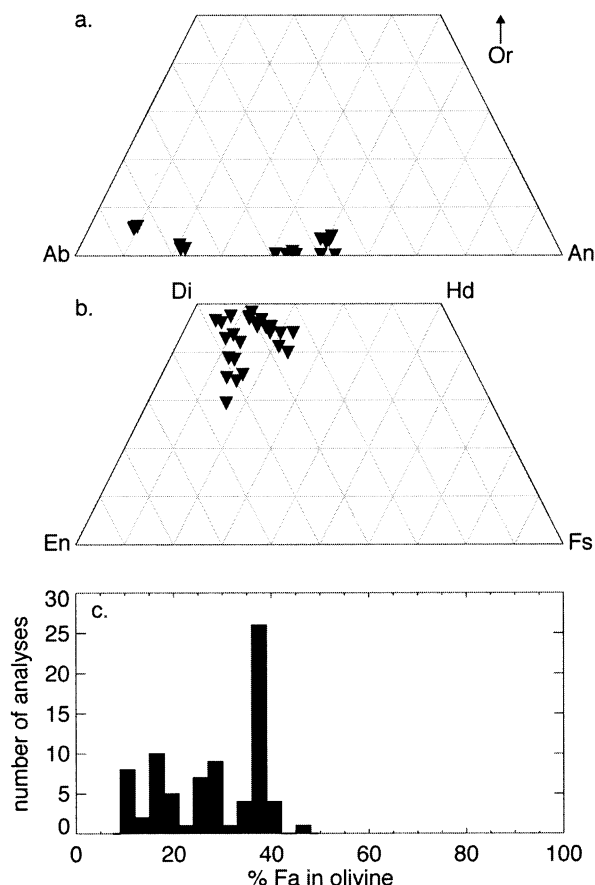 a.
Or
Ab An
b. Di Hd
En Fs
c.
number of analyses
30
25
20
15
10
5
0
0 20 40 60 80 100
% Fa in olivine